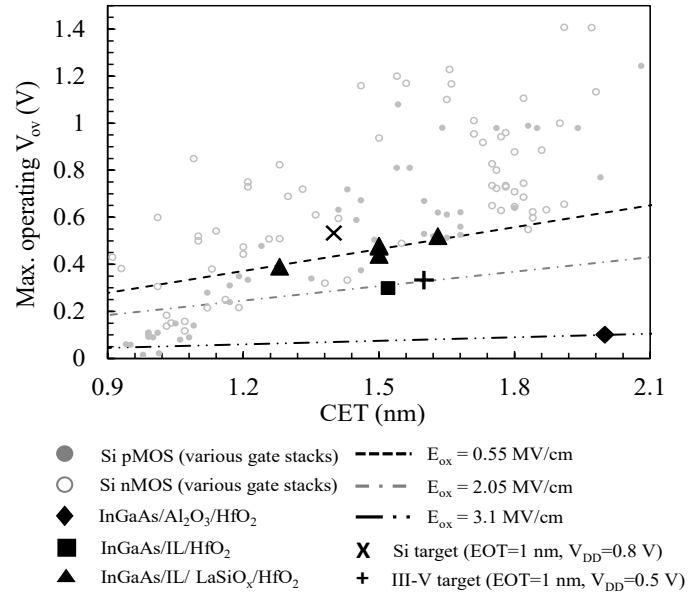 1.4
1.2
1
0.8
0.6
0.4
0.2
0
Max. operating V_ov (V)
0.9 1.2 1.5 1.8 2.1
CET (nm)
Si pMOS (various gate stacks)
Si nMOS (various gate stacks)
InGaAs/Al₂O₃/HfO₂
InGaAs/IL/HfO₂
InGaAs/IL/ LaSiOₓ/HfO₂
E_ox = 0.55 MV/cm
E_ox = 2.05 MV/cm
E_ox = 3.1 MV/cm
Si target (EOT=1 nm, V_DD=0.8 V)
III-V target (EOT=1 nm, V_DD=0.5 V)